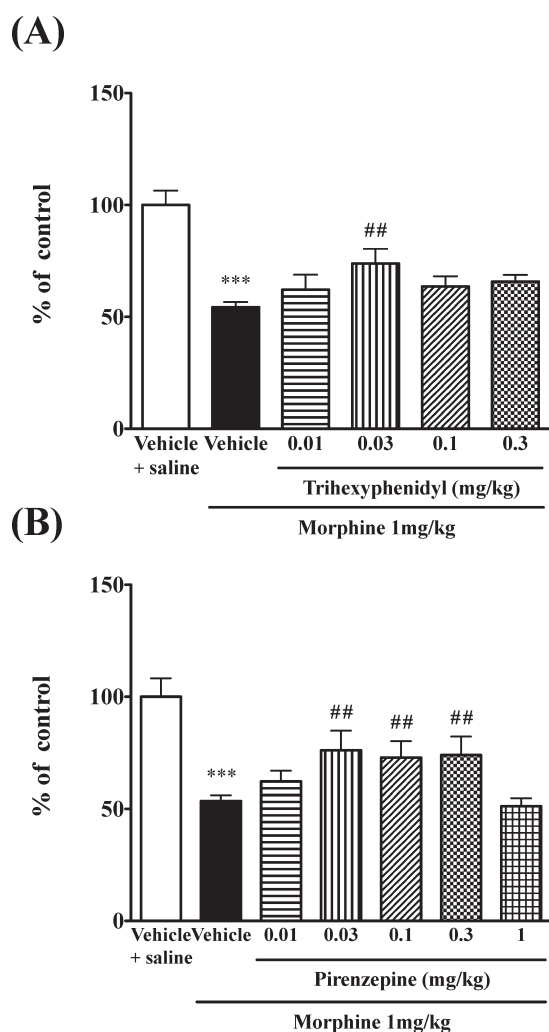 (A)
150
100
50
0
% of control
***
##
Vehicle Vehicle 0.01 0.03 0.1 0.3
+ saline
Trihexyphenidyl (mg/kg)
Morphine 1mg/kg
(B)
150
100
50
0
% of control
***
## ## ##
Vehicle Vehicle 0.01 0.03 0.1 0.3 1
+ saline
Pirenzepine (mg/kg)
Morphine 1mg/kg